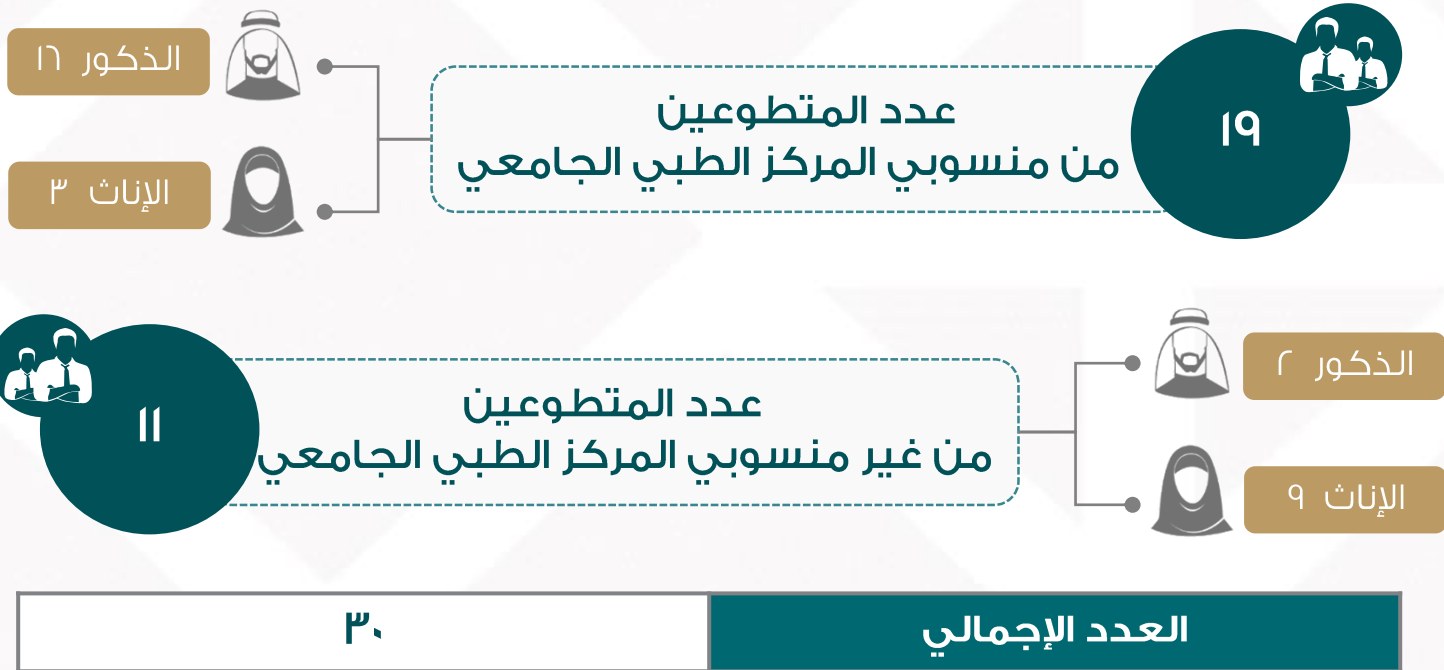 ١٩
عدد المتطوعين
من منسوبي المركز الطبي الجامعي
الذكور ١٦
الإناث ٣
١١
عدد المتطوعين
من غير منسوبي المركز الطبي الجامعي
الذكور ٢
الإناث ٩
العدد الإجمالي ٣٠